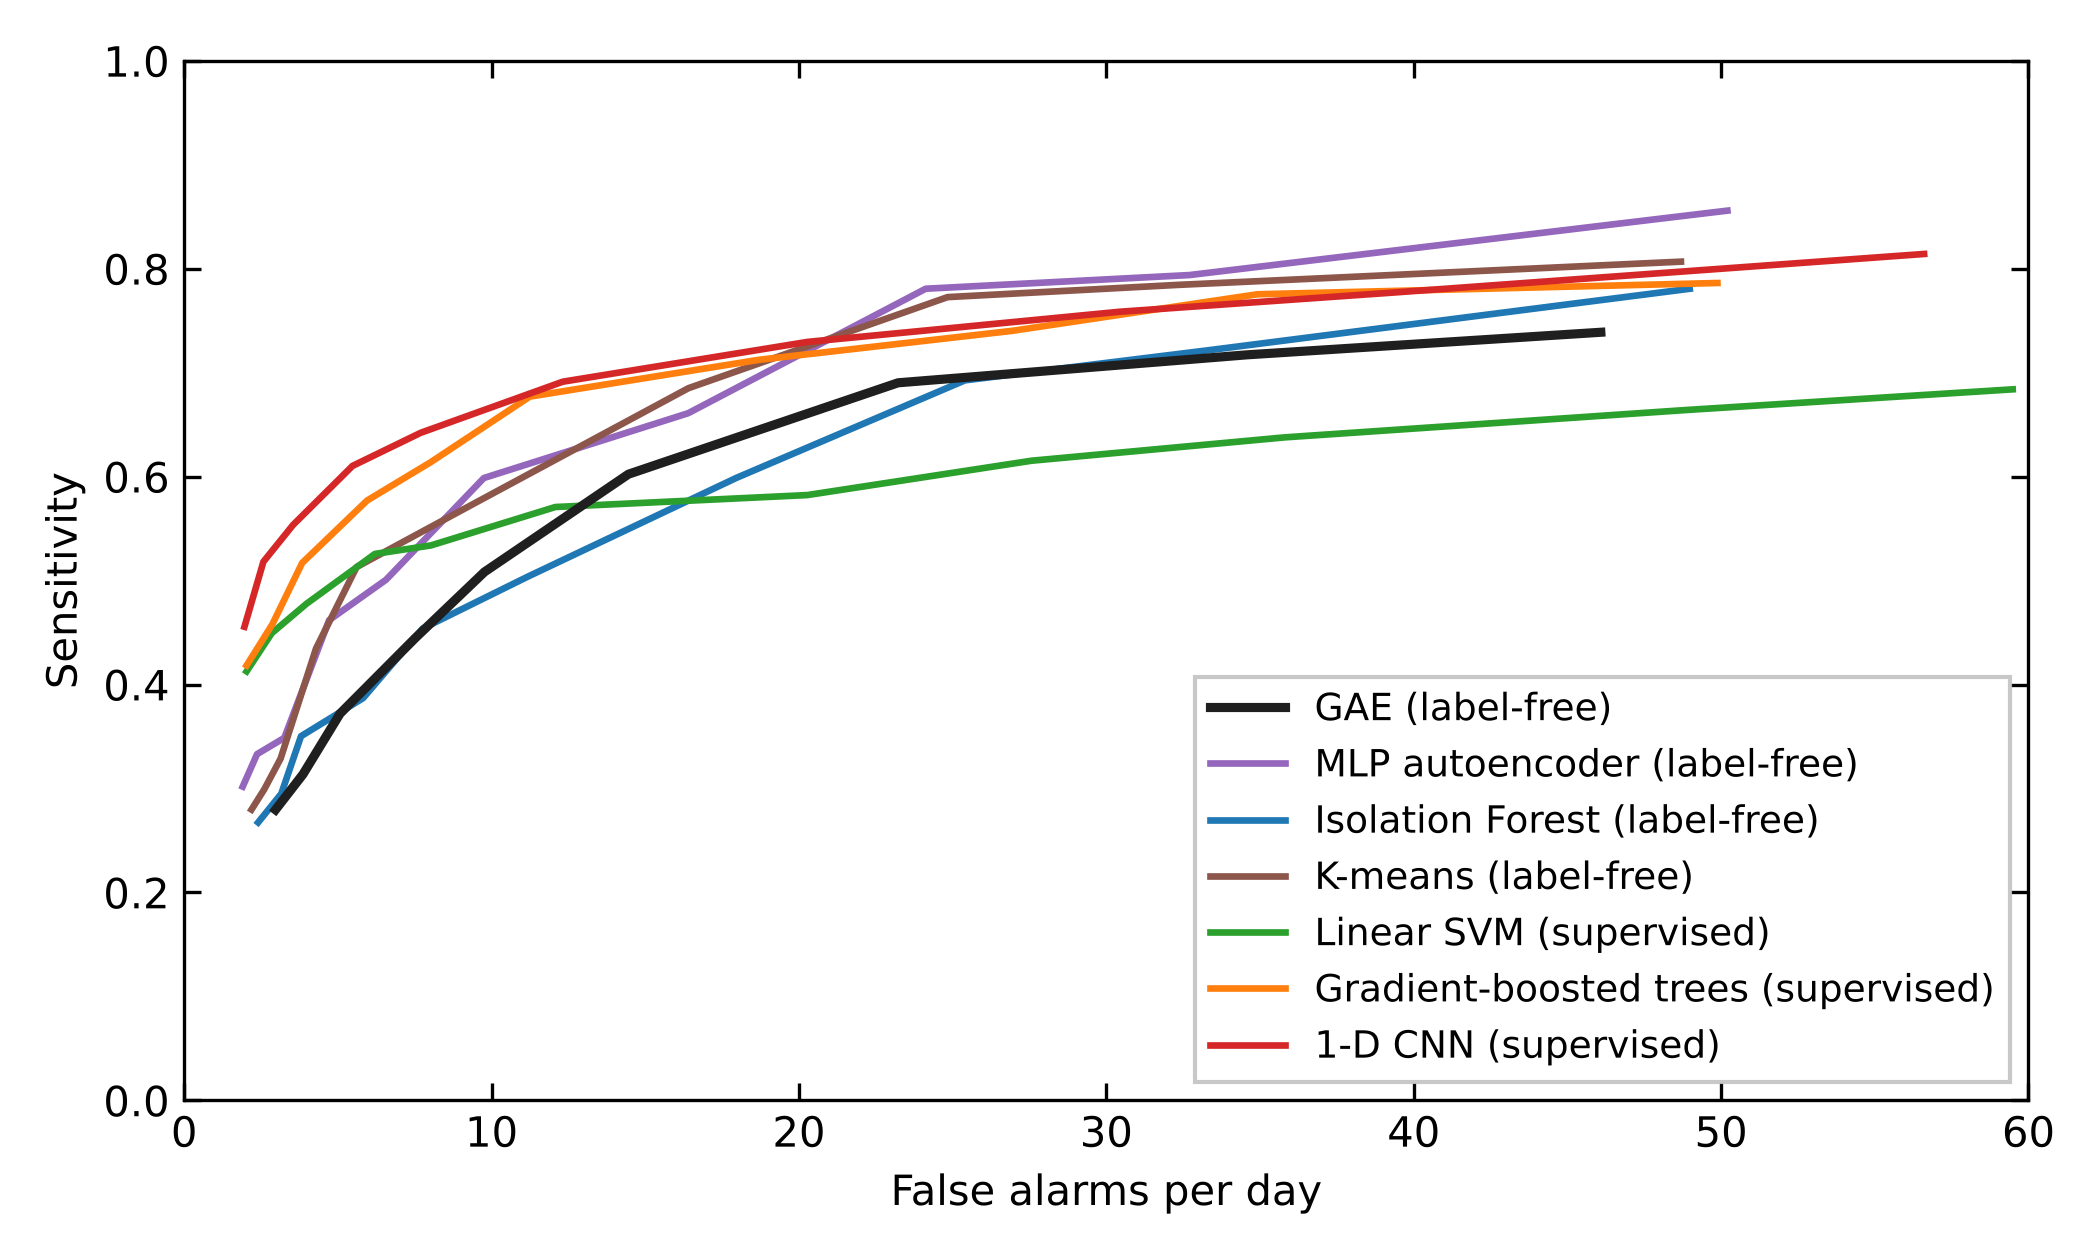 1.0
0.8
0.6
0.4
0.2
0.0
Sensitivity
GAE (label-free)
MLP autoencoder (label-free)
Isolation Forest (label-free)
K-means (label-free)
Linear SVM (supervised)
Gradient-boosted trees (supervised)
1-D CNN (supervised)
0 10 20 30 40 50 60
False alarms per day